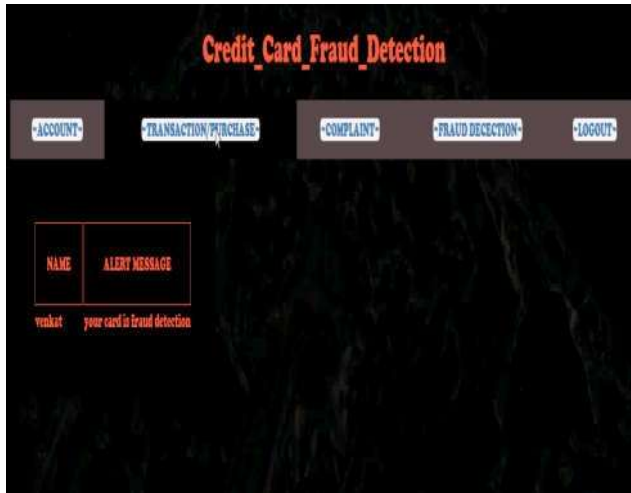 Credit_Card_Fraud_Detection
-ACCOUNT- -TRANSACTION/PURCHASE- -COMPLAINT- -FRAUD DECECTION- -LOGOUT-
NAME ALERT MESSAGE
venkat your card is fraud detection